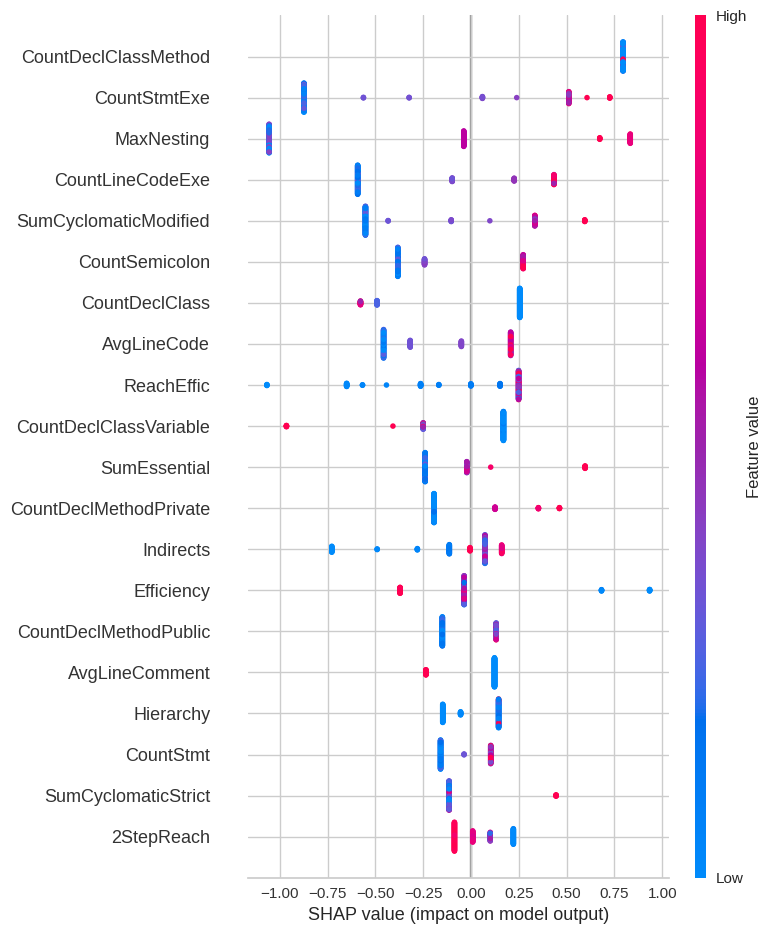 High
CountDeclClassMethod
CountStmtExe
MaxNesting
CountLineCodeExe
SumCyclomaticModified
CountSemicolon
CountDeclClass
AvgLineCode
ReachEffic
CountDeclClassVariable
SumEssential
CountDeclMethodPrivate
Indirects
Efficiency
CountDeclMethodPublic
AvgLineComment
Hierarchy
CountStmt
SumCyclomaticStrict
2StepReach
Feature value
Low
−1.00 −0.75 −0.50 −0.25 0.00 0.25 0.50 0.75 1.00
SHAP value (impact on model output)